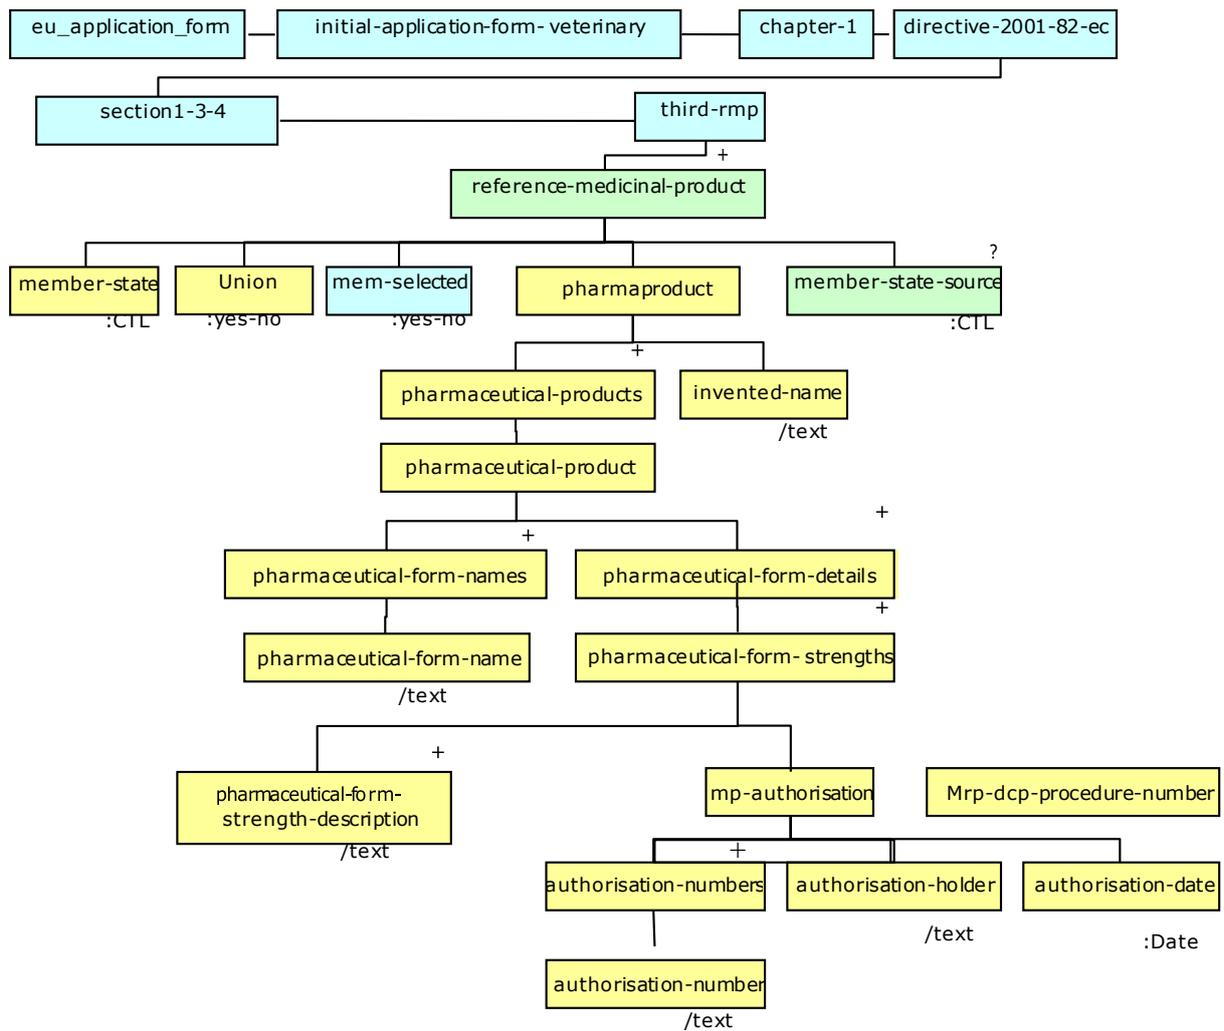 eu_application_form
initial-application-form- veterinary
chapter-1
directive-2001-82-ec
section1-3-4
third-rmp
+
reference-medicinal-product
?
member-state
Union
mem-selected
pharmaproduct
member-state-source
:CTL
:yes-no
:yes-no
:CTL
+
pharmaceutical-products
invented-name
/text
pharmaceutical-product
+
+
pharmaceutical-form-names
pharmaceutical-form-details
+
pharmaceutical-form-name
pharmaceutical-form- strengths
/text
+
pharmaceutical-form-
strength-description
mp-authorisation
Mrp-dcp-procedure-number
/text
+
authorisation-numbers
authorisation-holder
authorisation-date
/text
:Date
authorisation-number
/text